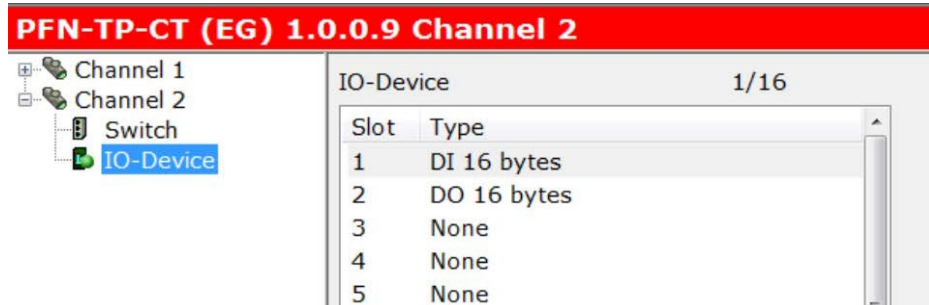 PFN-TP-CT (EG) 1.0.0.9 Channel 2
Channel 1
Channel 2
Switch
IO-Device
IO-Device 1/16
Slot Type
1 DI 16 bytes
2 DO 16 bytes
3 None
4 None
5 None